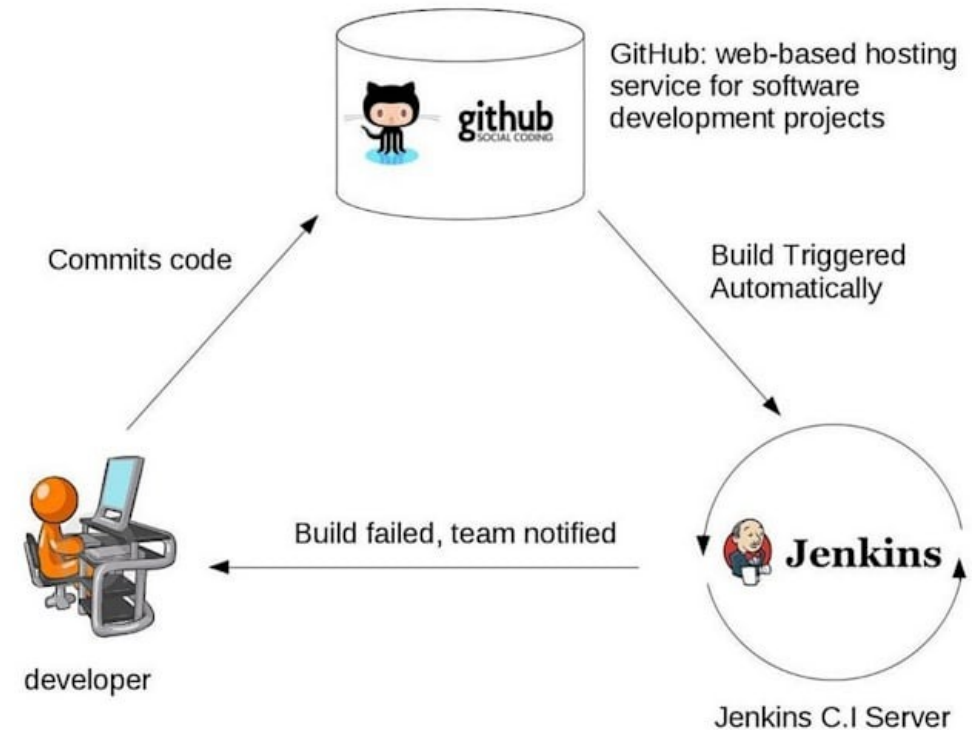 github
SOCIAL CODING
GitHub: web-based hosting
service for software
development projects
Commits code
Build Triggered
Automatically
Build failed, team notified
Jenkins
developer
Jenkins C.I Server